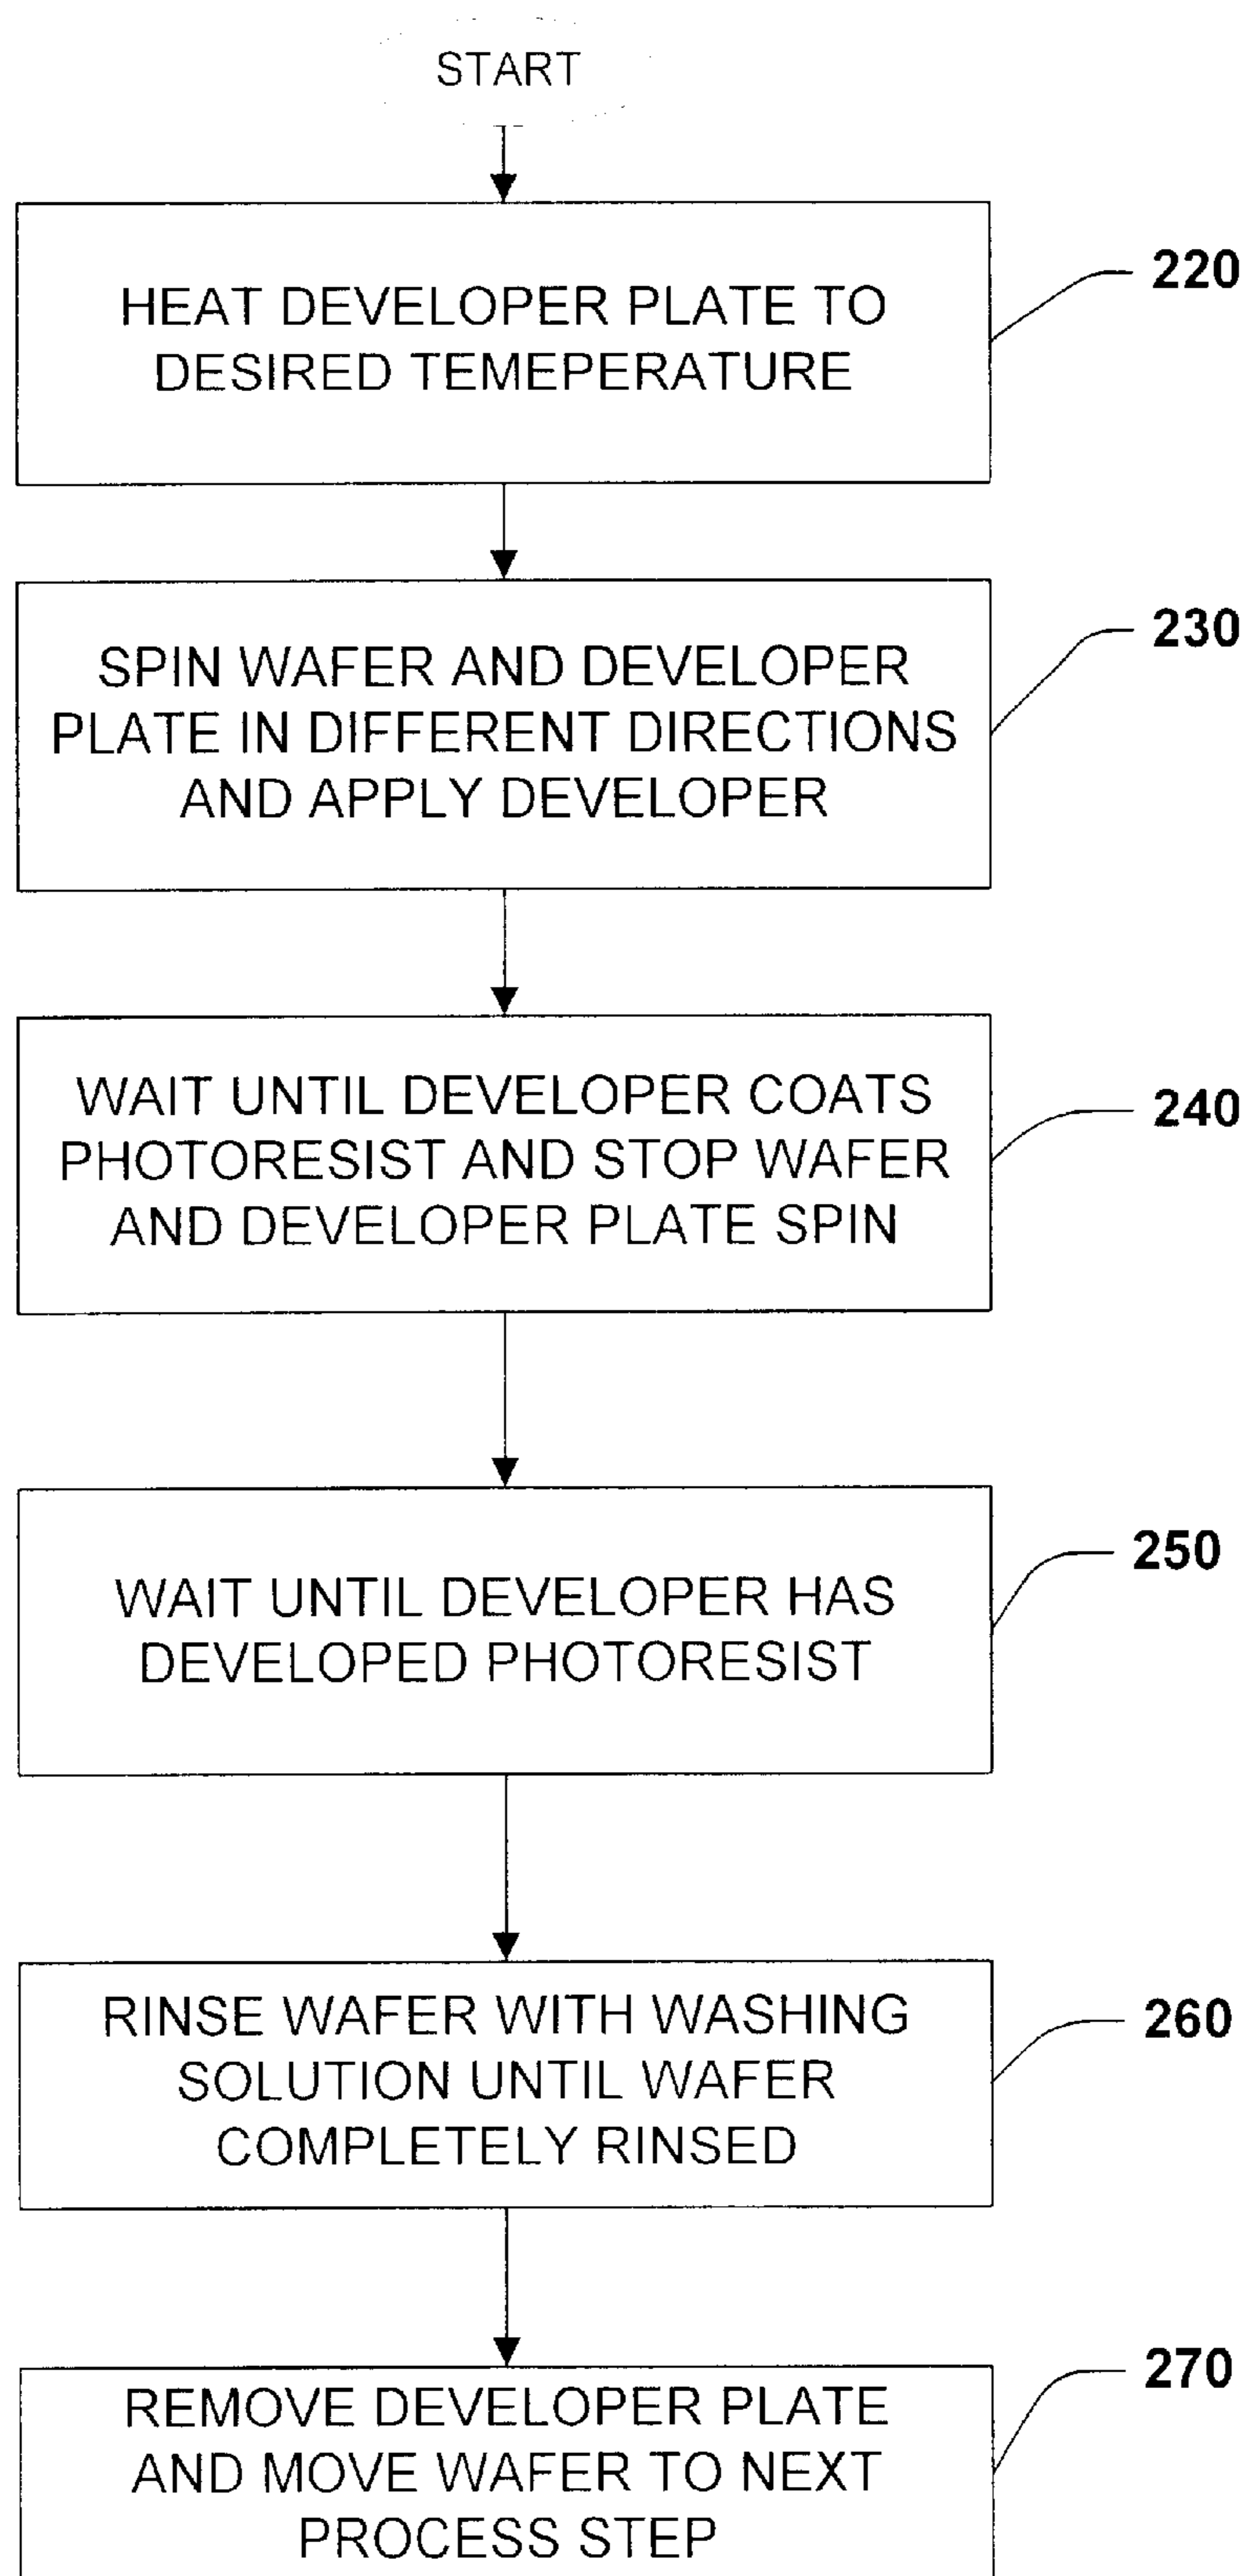 START
HEAT DEVELOPER PLATE TO
DESIRED TEMEPERATURE
220
SPIN WAFER AND DEVELOPER
PLATE IN DIFFERENT DIRECTIONS
AND APPLY DEVELOPER
230
WAIT UNTIL DEVELOPER COATS
PHOTORESIST AND STOP WAFER
AND DEVELOPER PLATE SPIN
240
WAIT UNTIL DEVELOPER HAS
DEVELOPED PHOTORESIST
250
RINSE WAFER WITH WASHING
SOLUTION UNTIL WAFER
COMPLETELY RINSED
260
REMOVE DEVELOPER PLATE
AND MOVE WAFER TO NEXT
PROCESS STEP
270